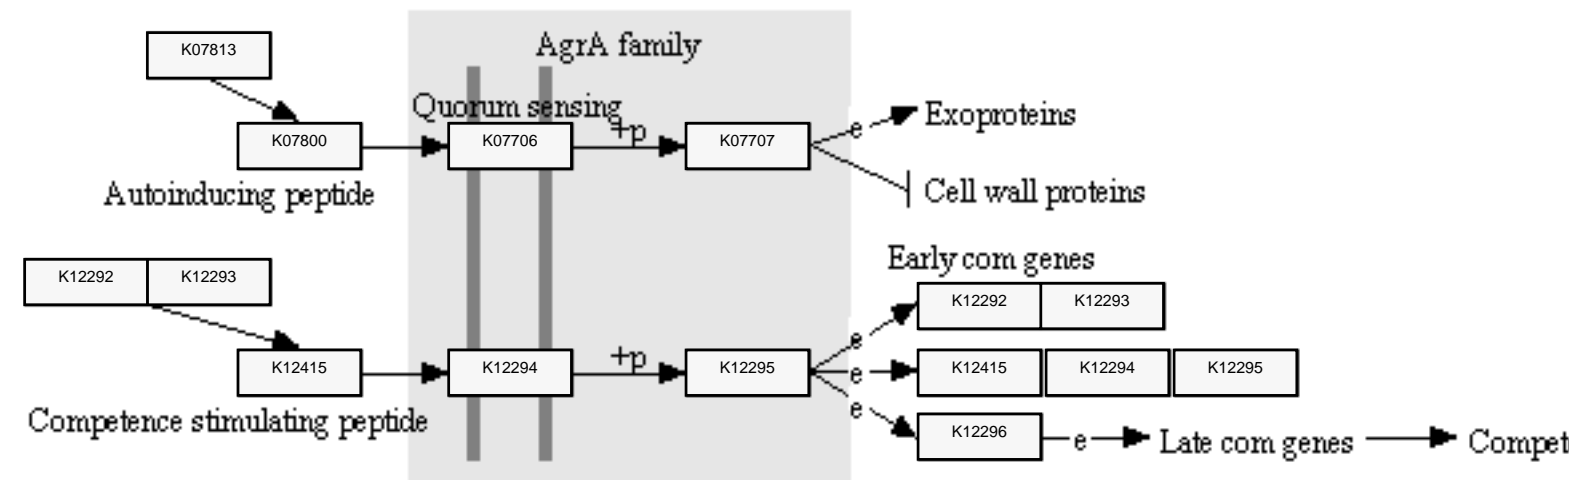 AgrA family
K07813
Quorum sensing
K07800
K07706
+p
K07707
e
Exoproteins
Autoinducing peptide
Cell wall proteins
K12292
K12293
Early com genes
K12292
K12293
e
K12415
K12294
+p
K12295
e
K12415
K12294
K12295
Competence stimulating peptide
e
K12296
e
Late com genes
Compet